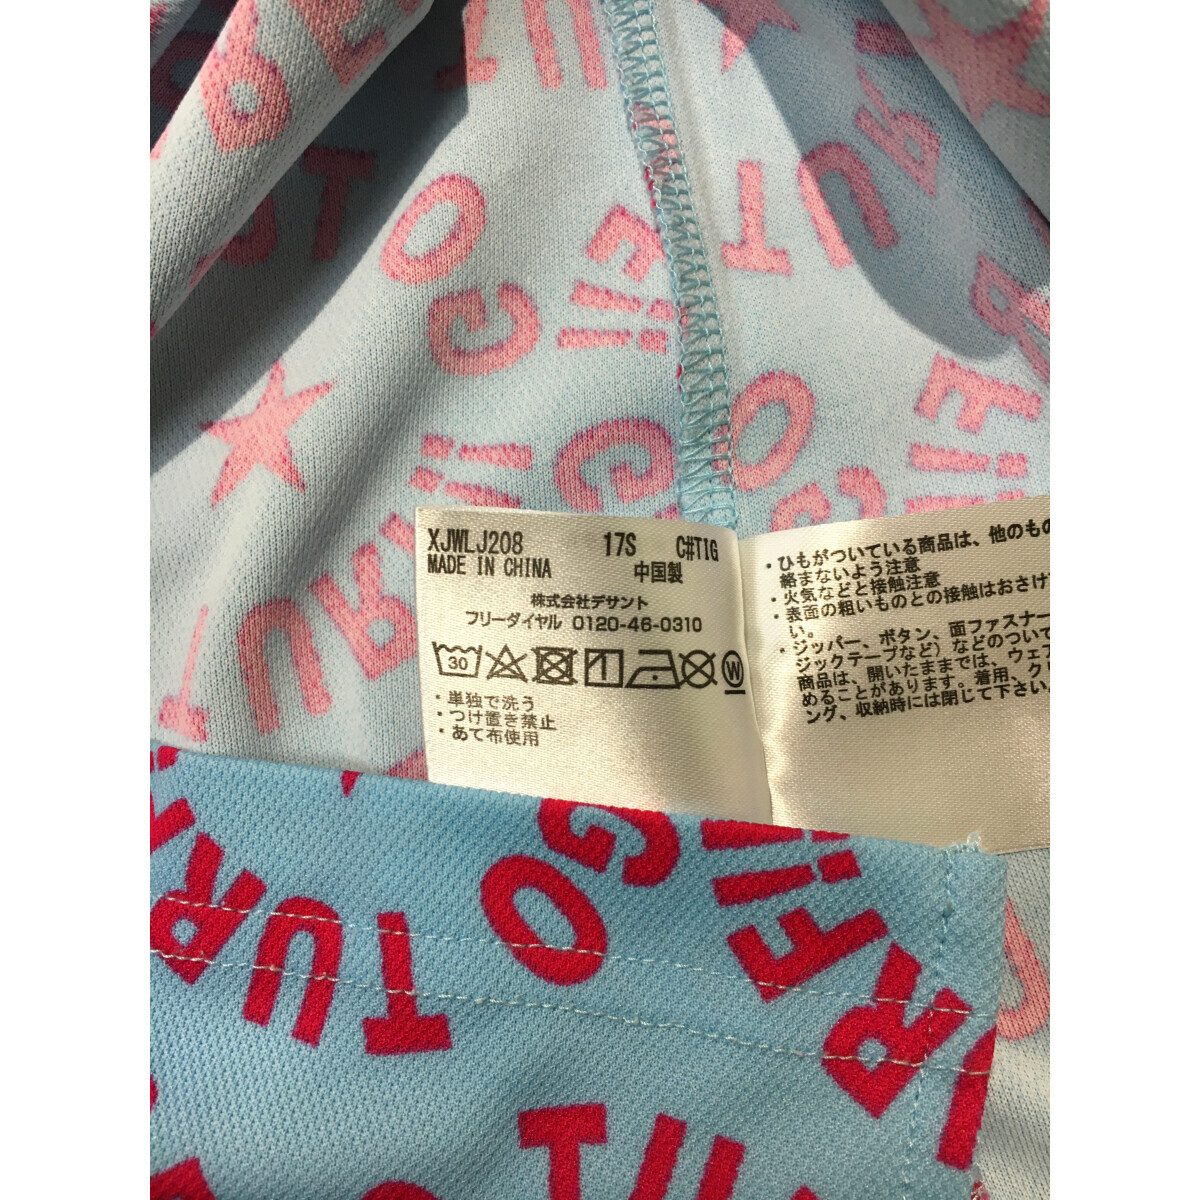 XJWLJ208 17S C#T1G
MADE IN CHINA 中国製
株式会社デサント
フリーダイヤル 0120-46-0310
30
W
・単独で洗う
・つけ置き禁止
・あて布使用
・ひもがついている商品は、他のもの
絡まないよう注意
・火気などと接触注意
・表面の粗いものとの接触はおさけ
い。
・ジッパー、ボタン、面ファスナー
ジックテープなど）などのついて
商品は、開いたままでは、ウェア
めることがあります。着用、ク
ング、収納時には閉じて下さい。
GO
TURF!!
GO
TURF!!